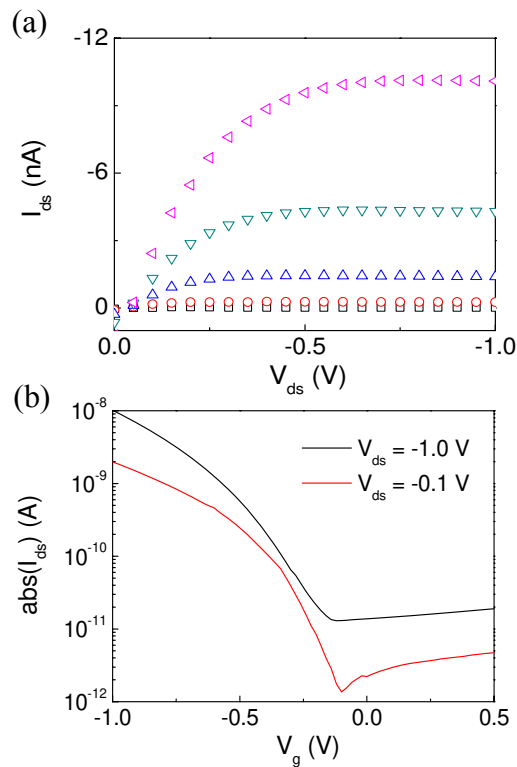 (a)
-12
-6
0
I_ds (nA)
0.0 -0.5 -1.0
V_ds (V)
(b)
10^-8
10^-9
10^-10
10^-11
10^-12
abs(I_ds) (A)
V_ds = -1.0 V
V_ds = -0.1 V
-1.0 -0.5 0.0 0.5
V_g (V)